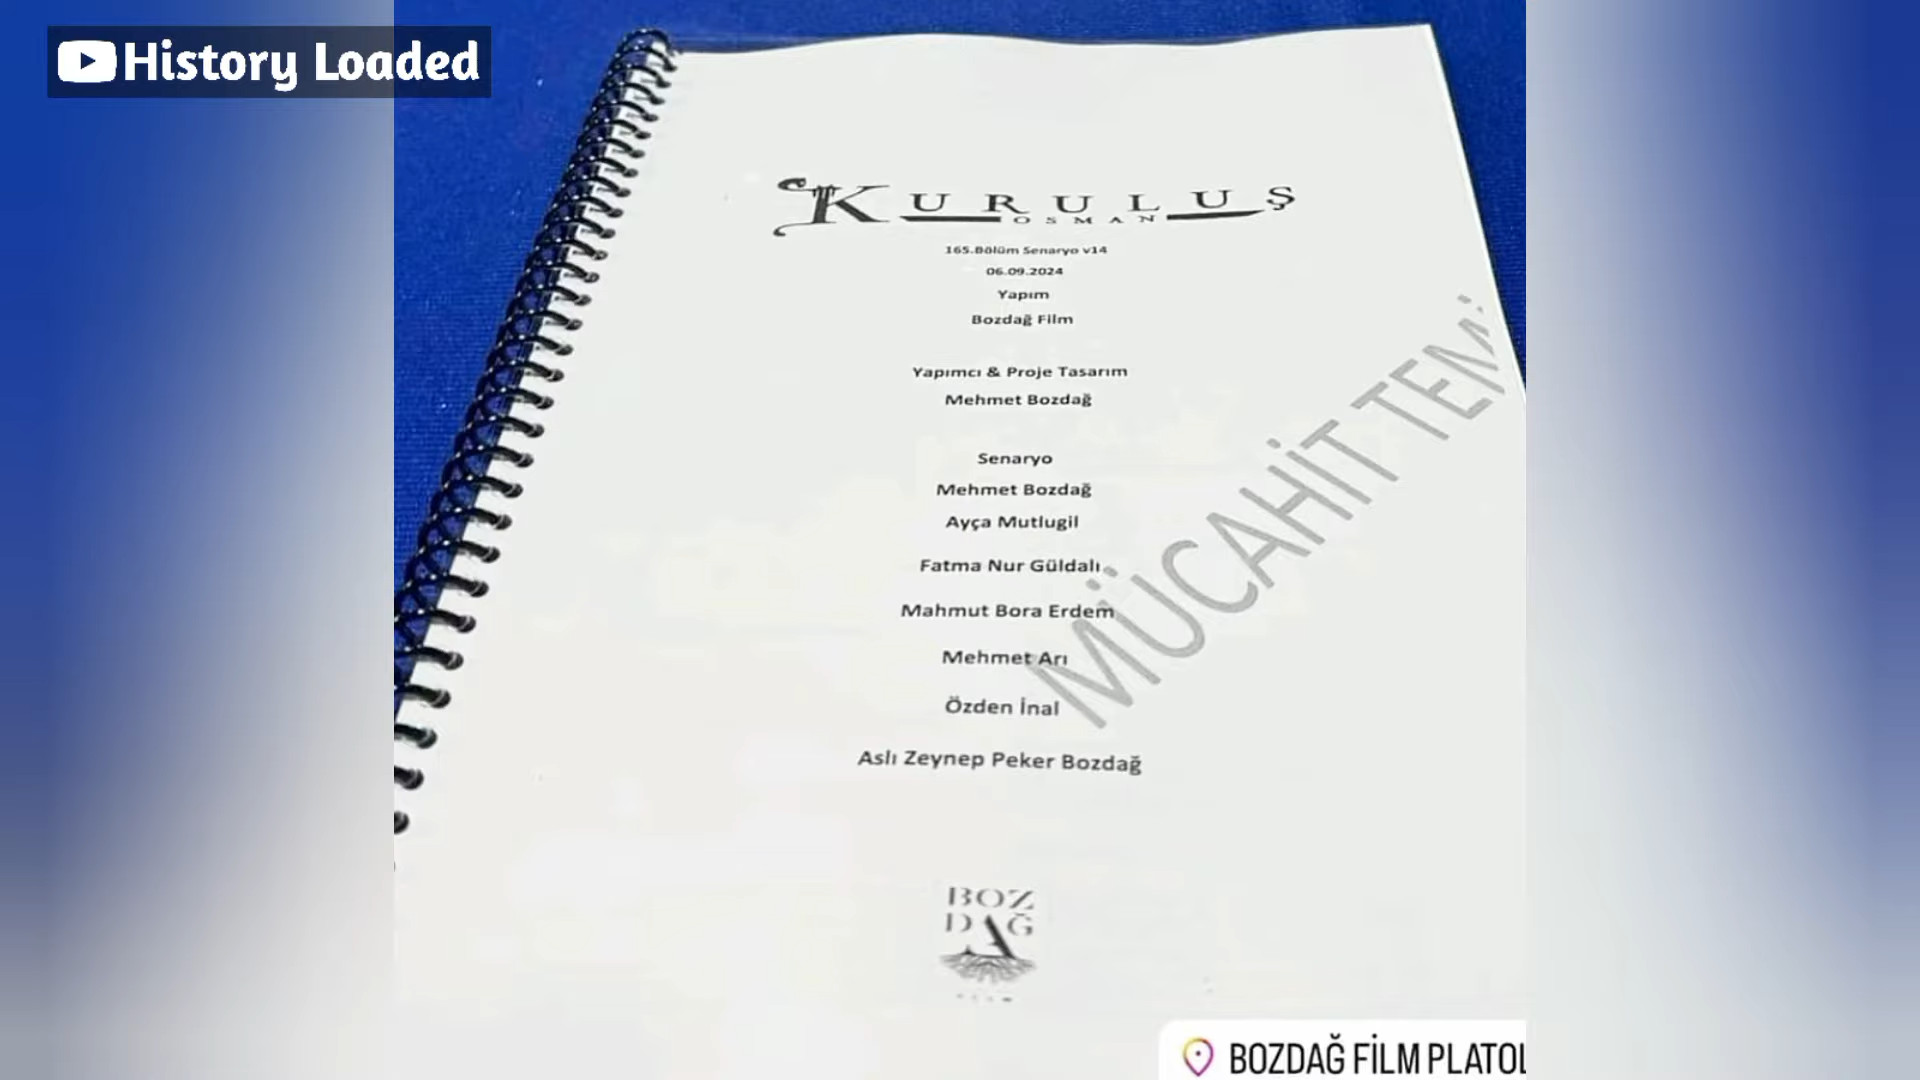 History Loaded
KURULUŞ
OSMAN
165.Bölüm Senaryo v14
06.09.2024
Yapım
Bozdağ Film
Yapımcı & Proje Tasarım
Mehmet Bozdağ
Senaryo
Mehmet Bozdağ
Ayça Mutlugil
Fatma Nur Güldalı
Mahmut Bora Erdem
Mehmet Arı
Özden İnal
Aslı Zeynep Peker Bozdağ
MÜCAHİT TEM
BOZ
DAĞ
BOZDAĞ FİLM PLATOL